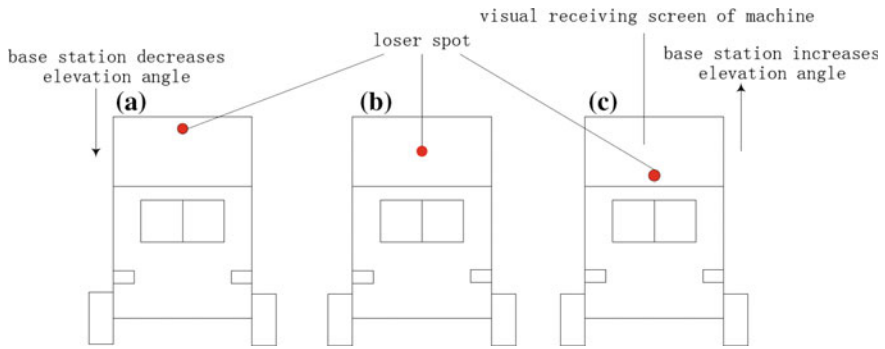 visual receiving screen of machine
loser spot
base station decreases
elevation angle
base station increases
elevation angle
(a)
(b)
(c)